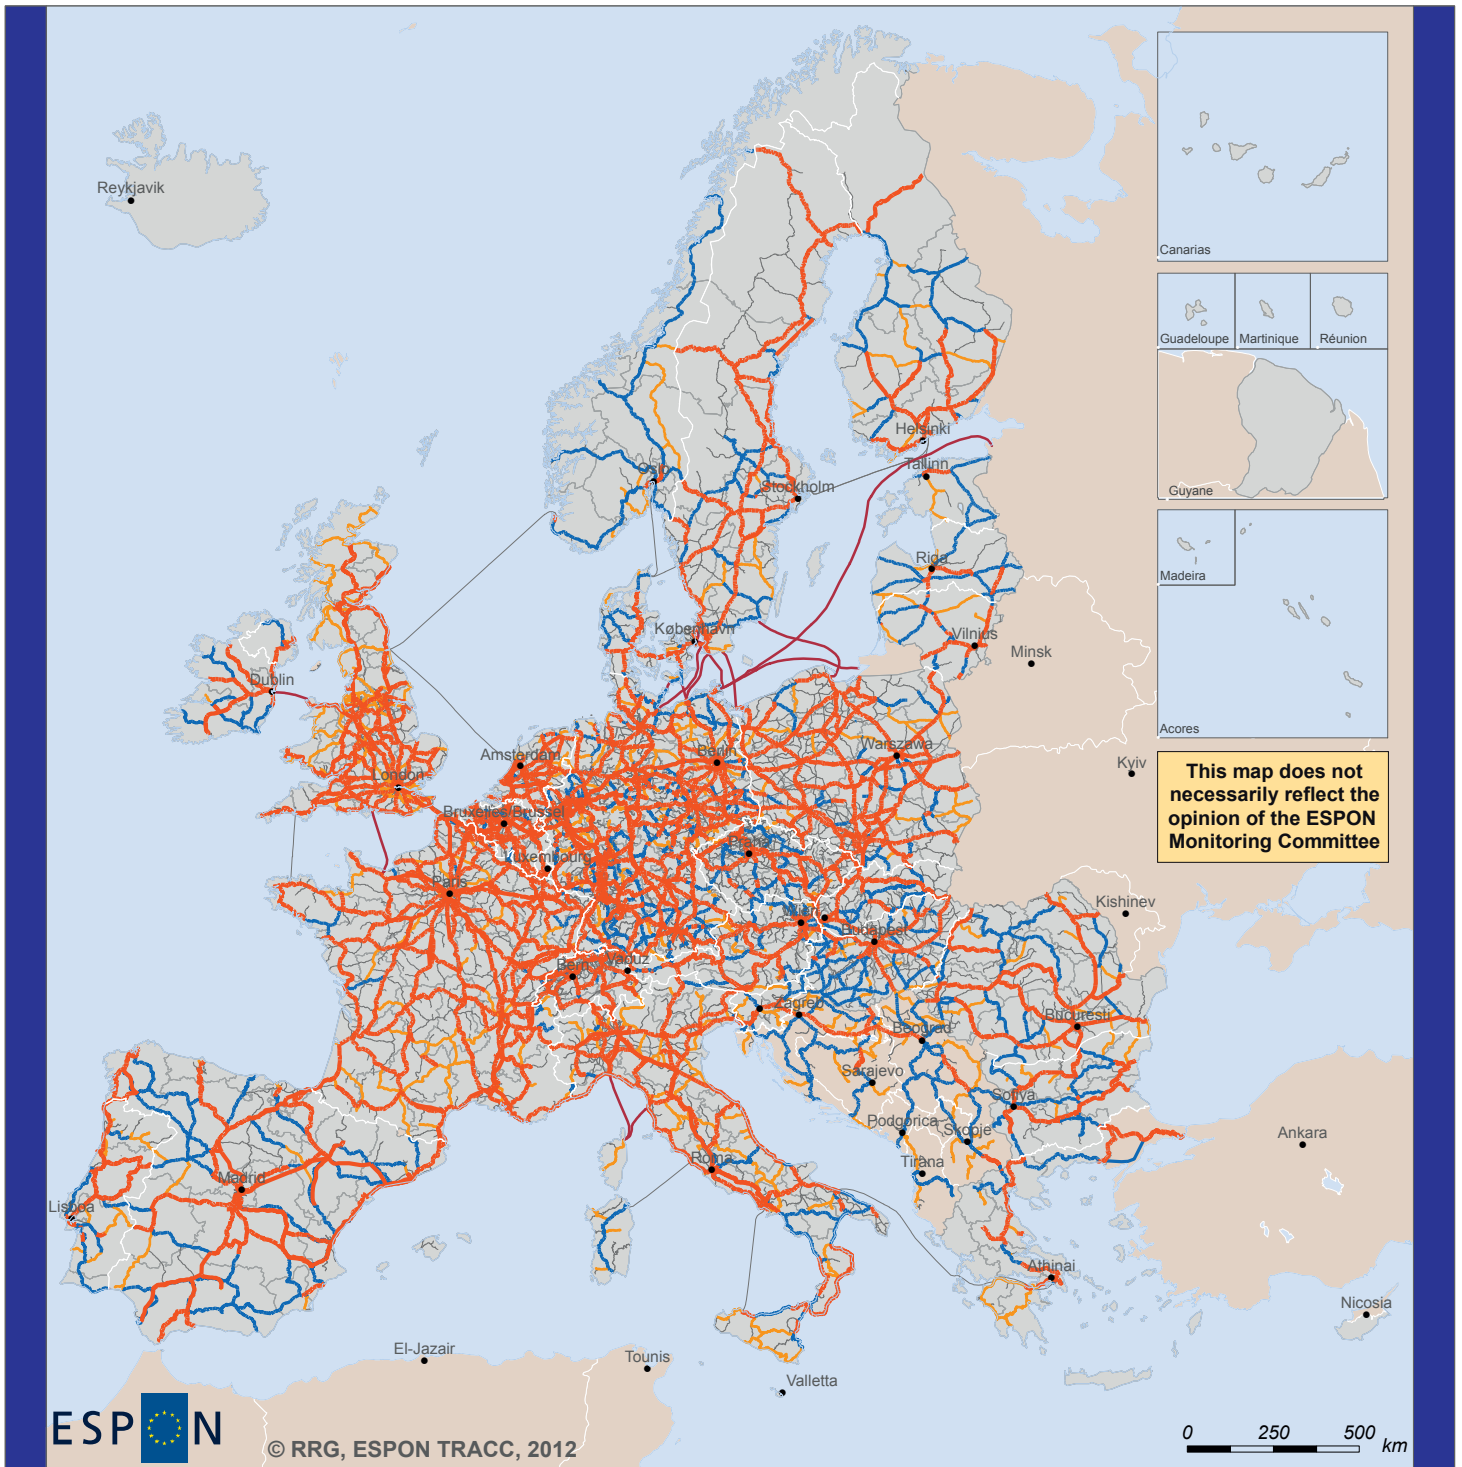 Reykjavik
Canarias
Guadeloupe
Martinique
Réunion
Guyane
Madeira
Acores
This map does not
necessarily reflect the
opinion of the ESPON
Monitoring Committee
Oslo
Helsinki
Tallinn
Stockholm
Riga
København
Vilnius
Minsk
Dublin
Amsterdam
Berlin
Warszawa
Kyiv
London
Bruxelles/Brussel
Praha
Luxembourg
Paris
Kishinev
Wien
Budapest
Bern
Vaduz
Zagreb
Bucuresti
Beograd
Sarajevo
Sofiya
Podgorica
Skopje
Ankara
Roma
Tirana
Madrid
Lisboa
Athinai
Nicosia
El-Jazair
Tounis
Valletta
ESPON
© RRG, ESPON TRACC, 2012
0 250 500 km